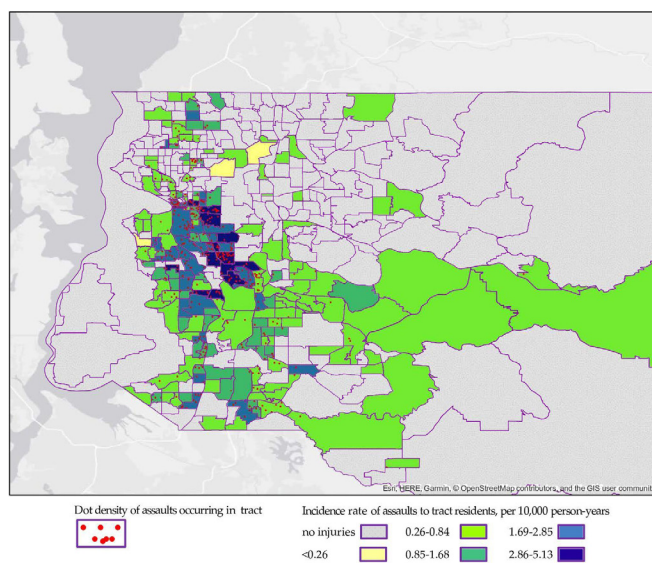 Esri, HERE, Garmin, © OpenStreetMap contributors, and the GIS user communit
Dot density of assaults occurring in tract
Incidence rate of assaults to tract residents, per 10,000 person-years
no injuries 0.26-0.84 1.69-2.85
<0.26 0.85-1.68 2.86-5.13